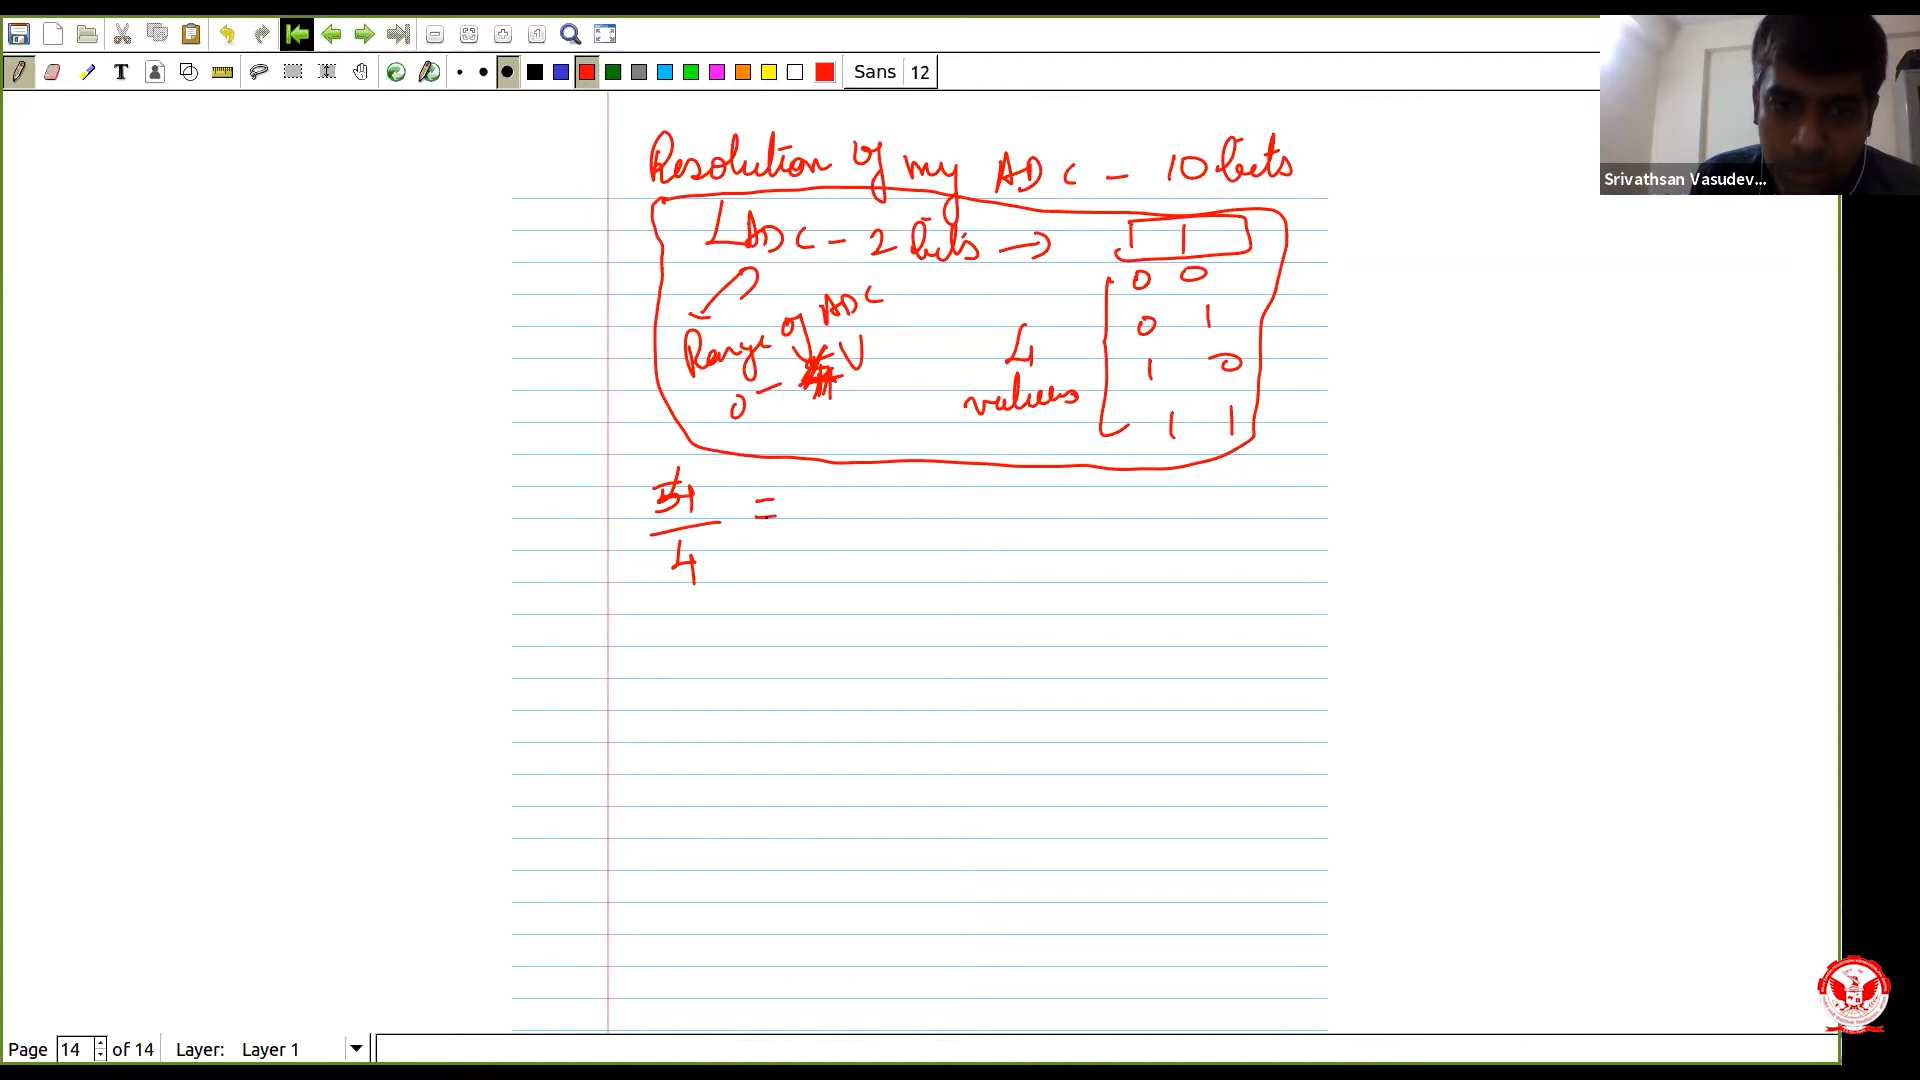 Sans 12
Srivathsan Vasudev...
Resolution of my ADC - 10 bits
ADC - 2 bits →
0 0
0 1
1 0
1 1
Range of ADC
0 - V
4
values
4
=
Page 14 of 14 Layer: Layer 1